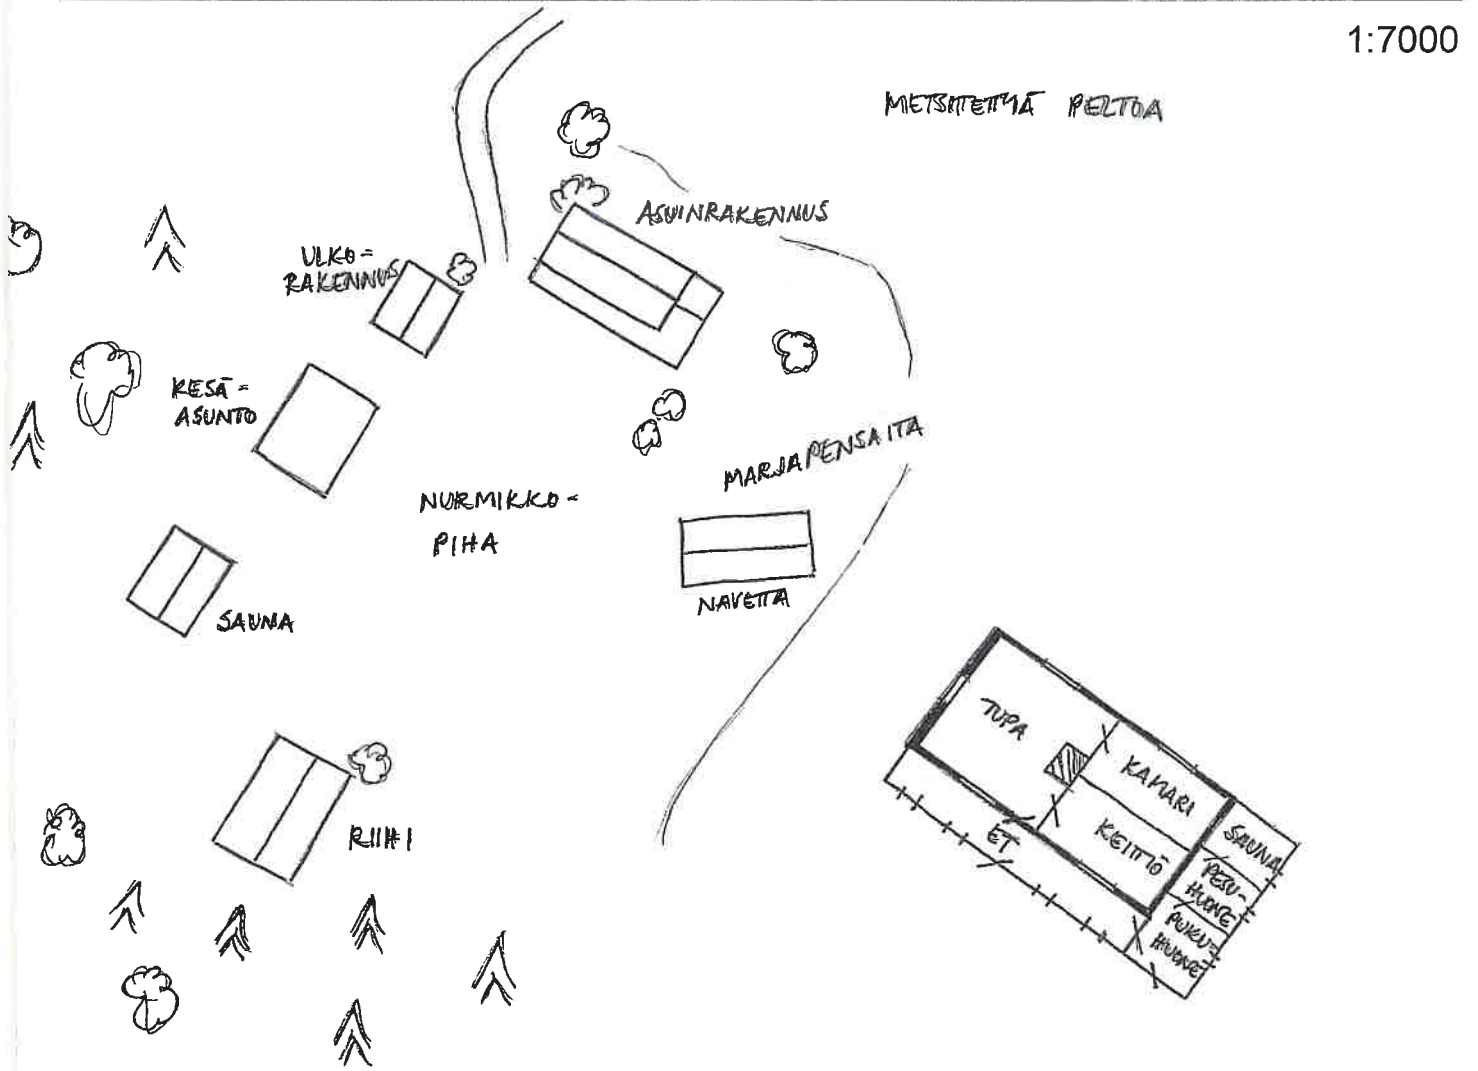 1:7000
METSITETTYÄ PELTOA
ASUINRAKENNUS
ULKO=
RAKENNUS
KESÄ=
ASUNTO
MARJAPENSAITA
NURMIKKO=
PIHA
NAVETTA
SAUNA
RIIHI
TUPA
KAMARI
KEITTIÖ
ET
SAUNA
PESU-
HUONE
PUKU=
HUONE